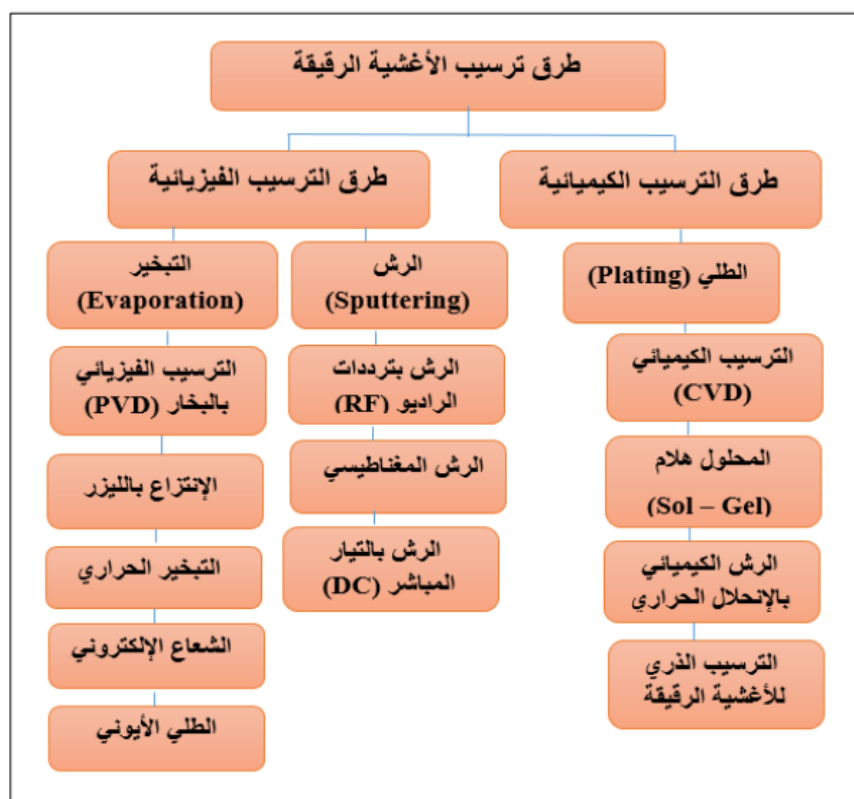 طرق ترسيب الأغشية الرقيقة
طرق الترسيب الكيميائية
طرق الترسيب الفيزيائية
الطلي (Plating)
الترسيب الكيميائي
(CVD)
المحلول هلام
(Sol – Gel)
الرش الكيميائي
بالإنحلال الحراري
الترسيب الذري
للأغشية الرقيقة
الرش
(Sputtering)
الرش بترددات
الراديو (RF)
الرش المغناطيسي
الرش بالتيار
المباشر (DC)
التبخير
(Evaporation)
الترسيب الفيزيائي
بالبخار (PVD)
الإنتزاع بالليزر
التبخير الحراري
الشعاع الإلكتروني
الطلي الأيوني